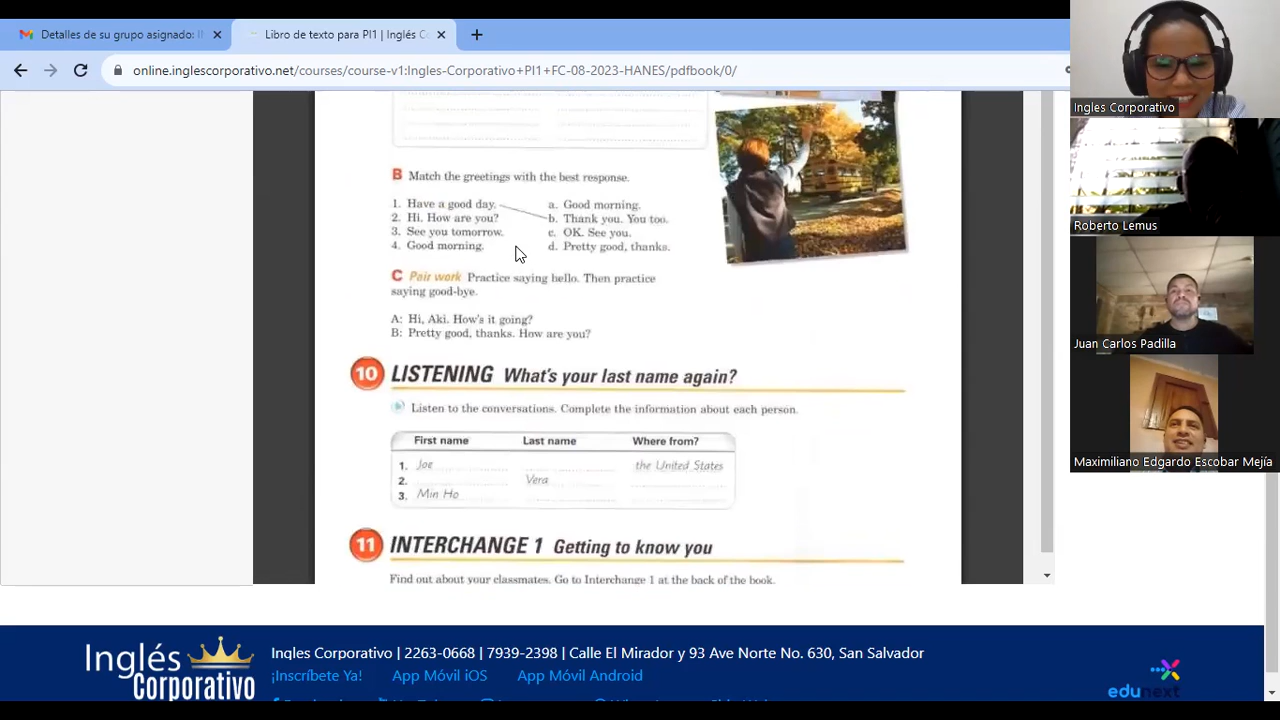 Detalles de su grupo asignado: I
Libro de texto para PI1 | Inglés C
online.inglescorporativo.net/courses/course-v1:Ingles-Corporativo+PI1+FC-08-2023-HANES/pdfbook/0/
B Match the greetings with the best response.
1. Have a good day. a. Good morning.
2. Hi. How are you? b. Thank you. You too.
3. See you tomorrow. c. OK. See you.
4. Good morning. d. Pretty good, thanks.
C Pair work Practice saying hello. Then practice
saying good-bye.
A: Hi, Aki. How's it going?
B: Pretty good, thanks. How are you?
10 LISTENING What's your last name again?
Listen to the conversations. Complete the information about each person.
First name Last name Where from?
1. Joe the United States
2. Vera
3. Min Ho
11 INTERCHANGE 1 Getting to know you
Find out about your classmates. Go to Interchange 1 at the back of the book.
Inglés Corporativo
Ingles Corporativo | 2263-0668 | 7939-2398 | Calle El Mirador y 93 Ave Norte No. 630, San Salvador
¡Inscríbete Ya! App Móvil iOS App Móvil Android
edunext
Ingles Corporativo
Roberto Lemus
Juan Carlos Padilla
Maximiliano Edgardo Escobar Mejía